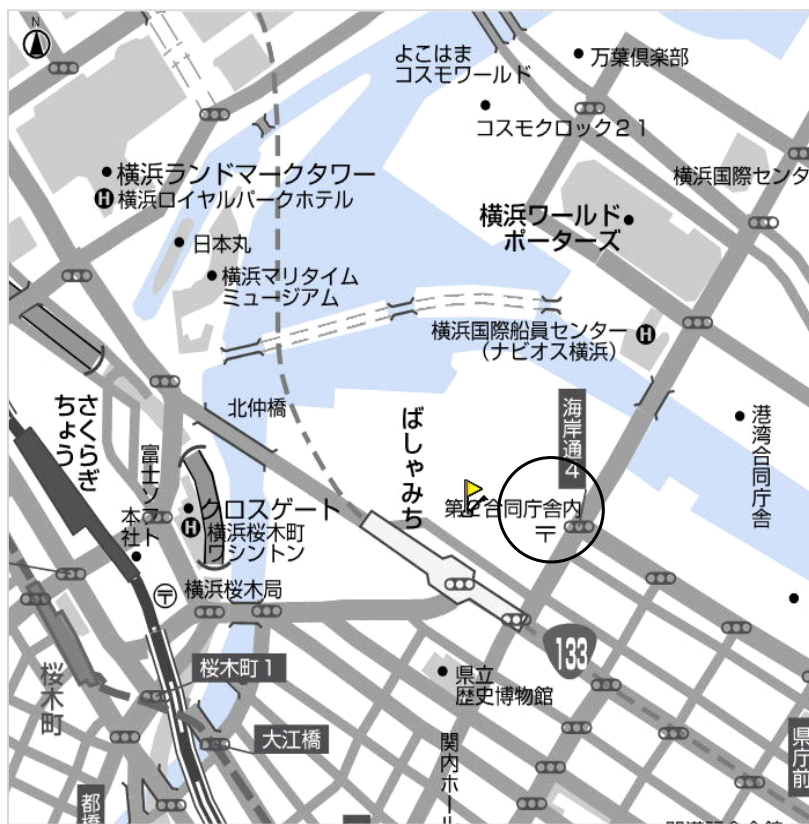 N
よこはま
コスモワールド
万葉倶楽部
コスモクロック21
横浜ランドマークタワー
横浜ロイヤルパークホテル
横浜国際センタ
横浜ワールド
ポーターズ
日本丸
横浜マリタイム
ミュージアム
横浜国際船員センター
(ナビオス横浜)
H
H
北仲橋
さくらぎ
ちょう
ばしゃみち
海岸通4
港湾合同庁舎
富士ソフト
本社
クロスゲート
H
横浜桜木町
ワシントン
合同庁舎内
〒
〒
横浜桜木局
133
桜木町1
桜木町
県立
歴史博物館
大江橋
関内ホール
県庁前
都橋